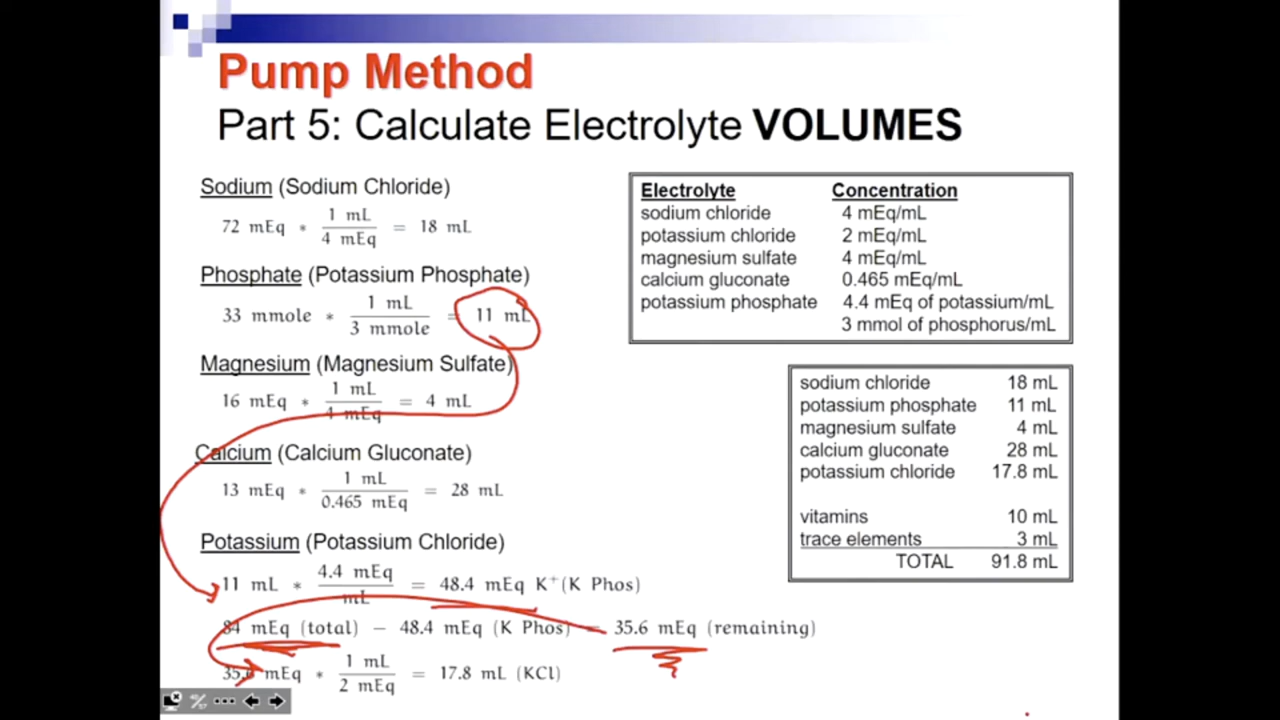 Pump Method
Part 5: Calculate Electrolyte VOLUMES
Sodium (Sodium Chloride)
72 mEq * 1 mL / 4 mEq = 18 mL
Phosphate (Potassium Phosphate)
33 mmole * 1 mL / 3 mmole = 11 mL
Magnesium (Magnesium Sulfate)
16 mEq * 1 mL / 4 mEq = 4 mL
Calcium (Calcium Gluconate)
13 mEq * 1 mL / 0.465 mEq = 28 mL
Potassium (Potassium Chloride)
11 mL * 4.4 mEq / mL = 48.4 mEq K+ (K Phos)
84 mEq (total) − 48.4 mEq (K Phos) = 35.6 mEq (remaining)
35.6 mEq * 1 mL / 2 mEq = 17.8 mL (KCl)
Electrolyte Concentration
sodium chloride 4 mEq/mL
potassium chloride 2 mEq/mL
magnesium sulfate 4 mEq/mL
calcium gluconate 0.465 mEq/mL
potassium phosphate 4.4 mEq of potassium/mL
3 mmol of phosphorus/mL
sodium chloride 18 mL
potassium phosphate 11 mL
magnesium sulfate 4 mL
calcium gluconate 28 mL
potassium chloride 17.8 mL
vitamins 10 mL
trace elements 3 mL
TOTAL 91.8 mL